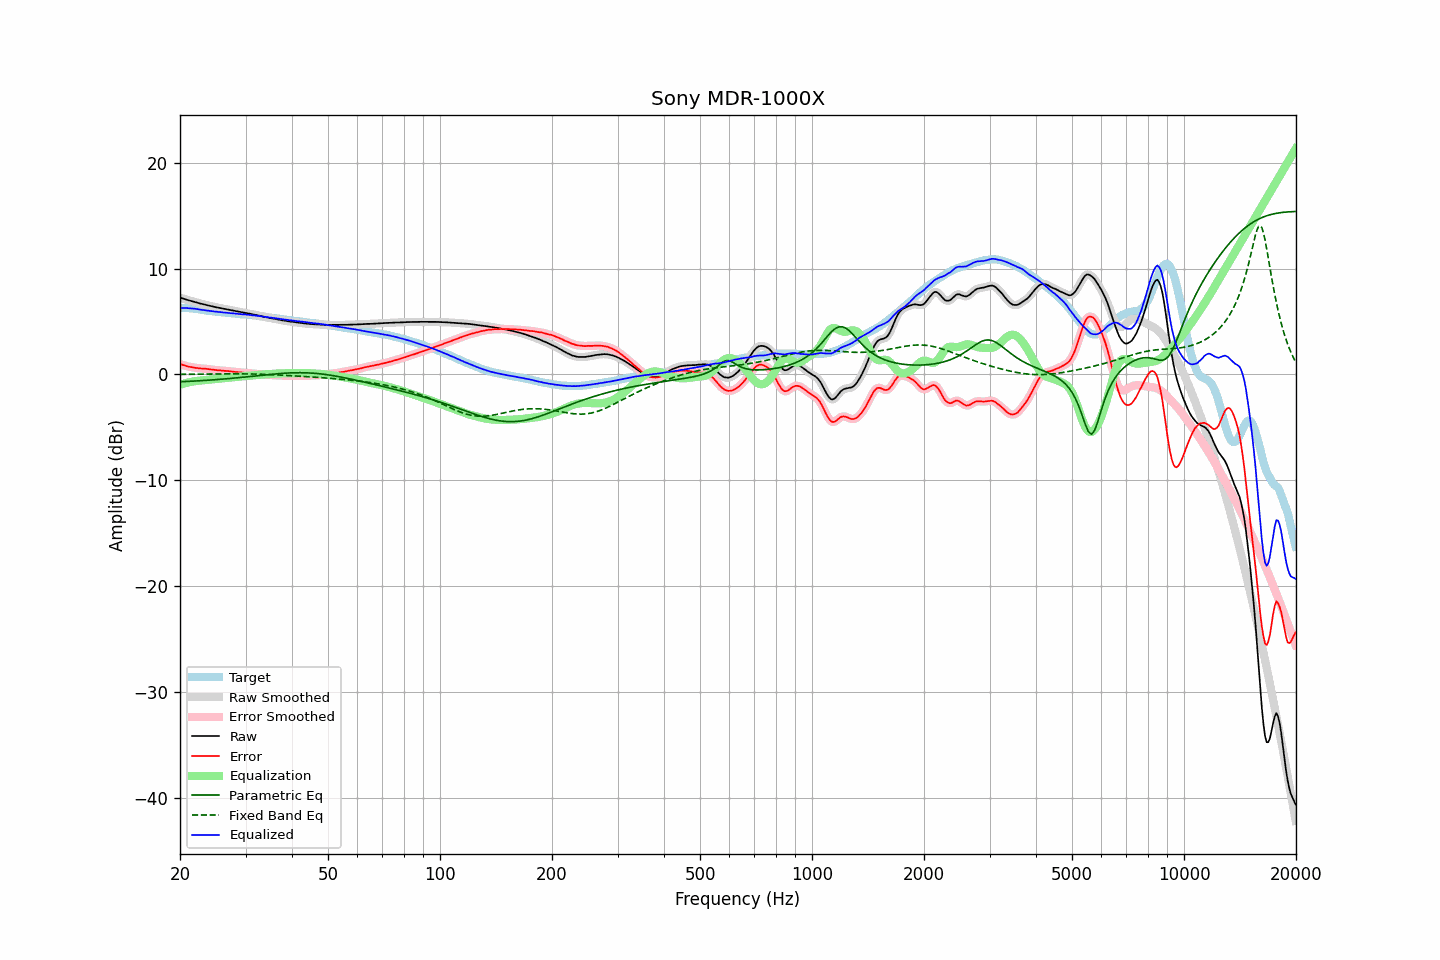 Sony MDR-1000X
20
10
0
−10
−20
−30
−40
Amplitude (dBr)
Target
Raw Smoothed
Error Smoothed
Raw
Error
Equalization
Parametric Eq
Fixed Band Eq
Equalized
20 50 100 200 500 1000 2000 5000 10000 20000
Frequency (Hz)